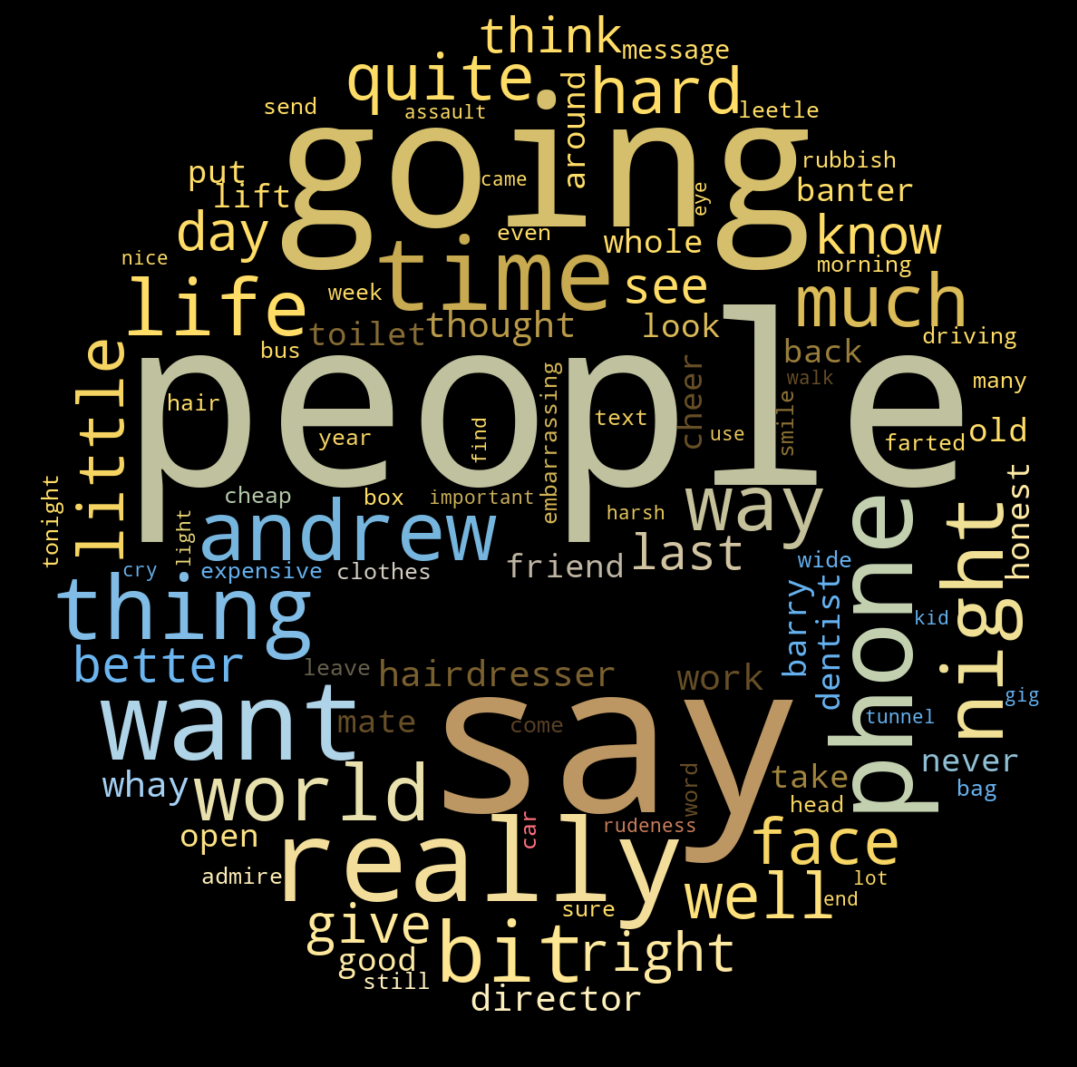 think
message
quite
hard
send
assault
around
leetle
going
rubbish
put
lift
came
eye
banter
day
even
whole
know
nice
time
morning
week
see
life
much
toilet
thought
look
driving
bus
back
people
little
cheer
walk
many
hair
year
find
embarrassing
text
use
smile
farted
old
tonight
cheap
box
important
way
honest
light
andrew
harsh
phone
night
cry
expensive
clothes
friend
last
wide
thing
barry
dentist
kid
better
leave
hairdresser
work
gig
want
mate
come
say
tunnel
never
whay
world
word
take
bag
head
open
really
car
rudeness
face
admire
well
lot
end
give
sure
bit
right
good
still
director